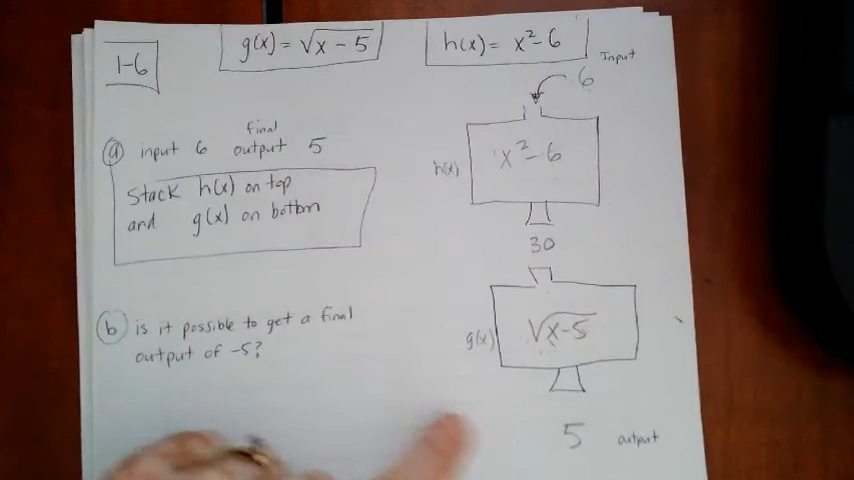 1-6
g(x) = √x - 5
h(x) = x² - 6
Input
6
ⓐ input 6 final output 5
Stack h(x) on top
and g(x) on bottom
h(x)
x² - 6
30
ⓑ is it possible to get a final
output of -5?
g(x)
√x-5
5 output